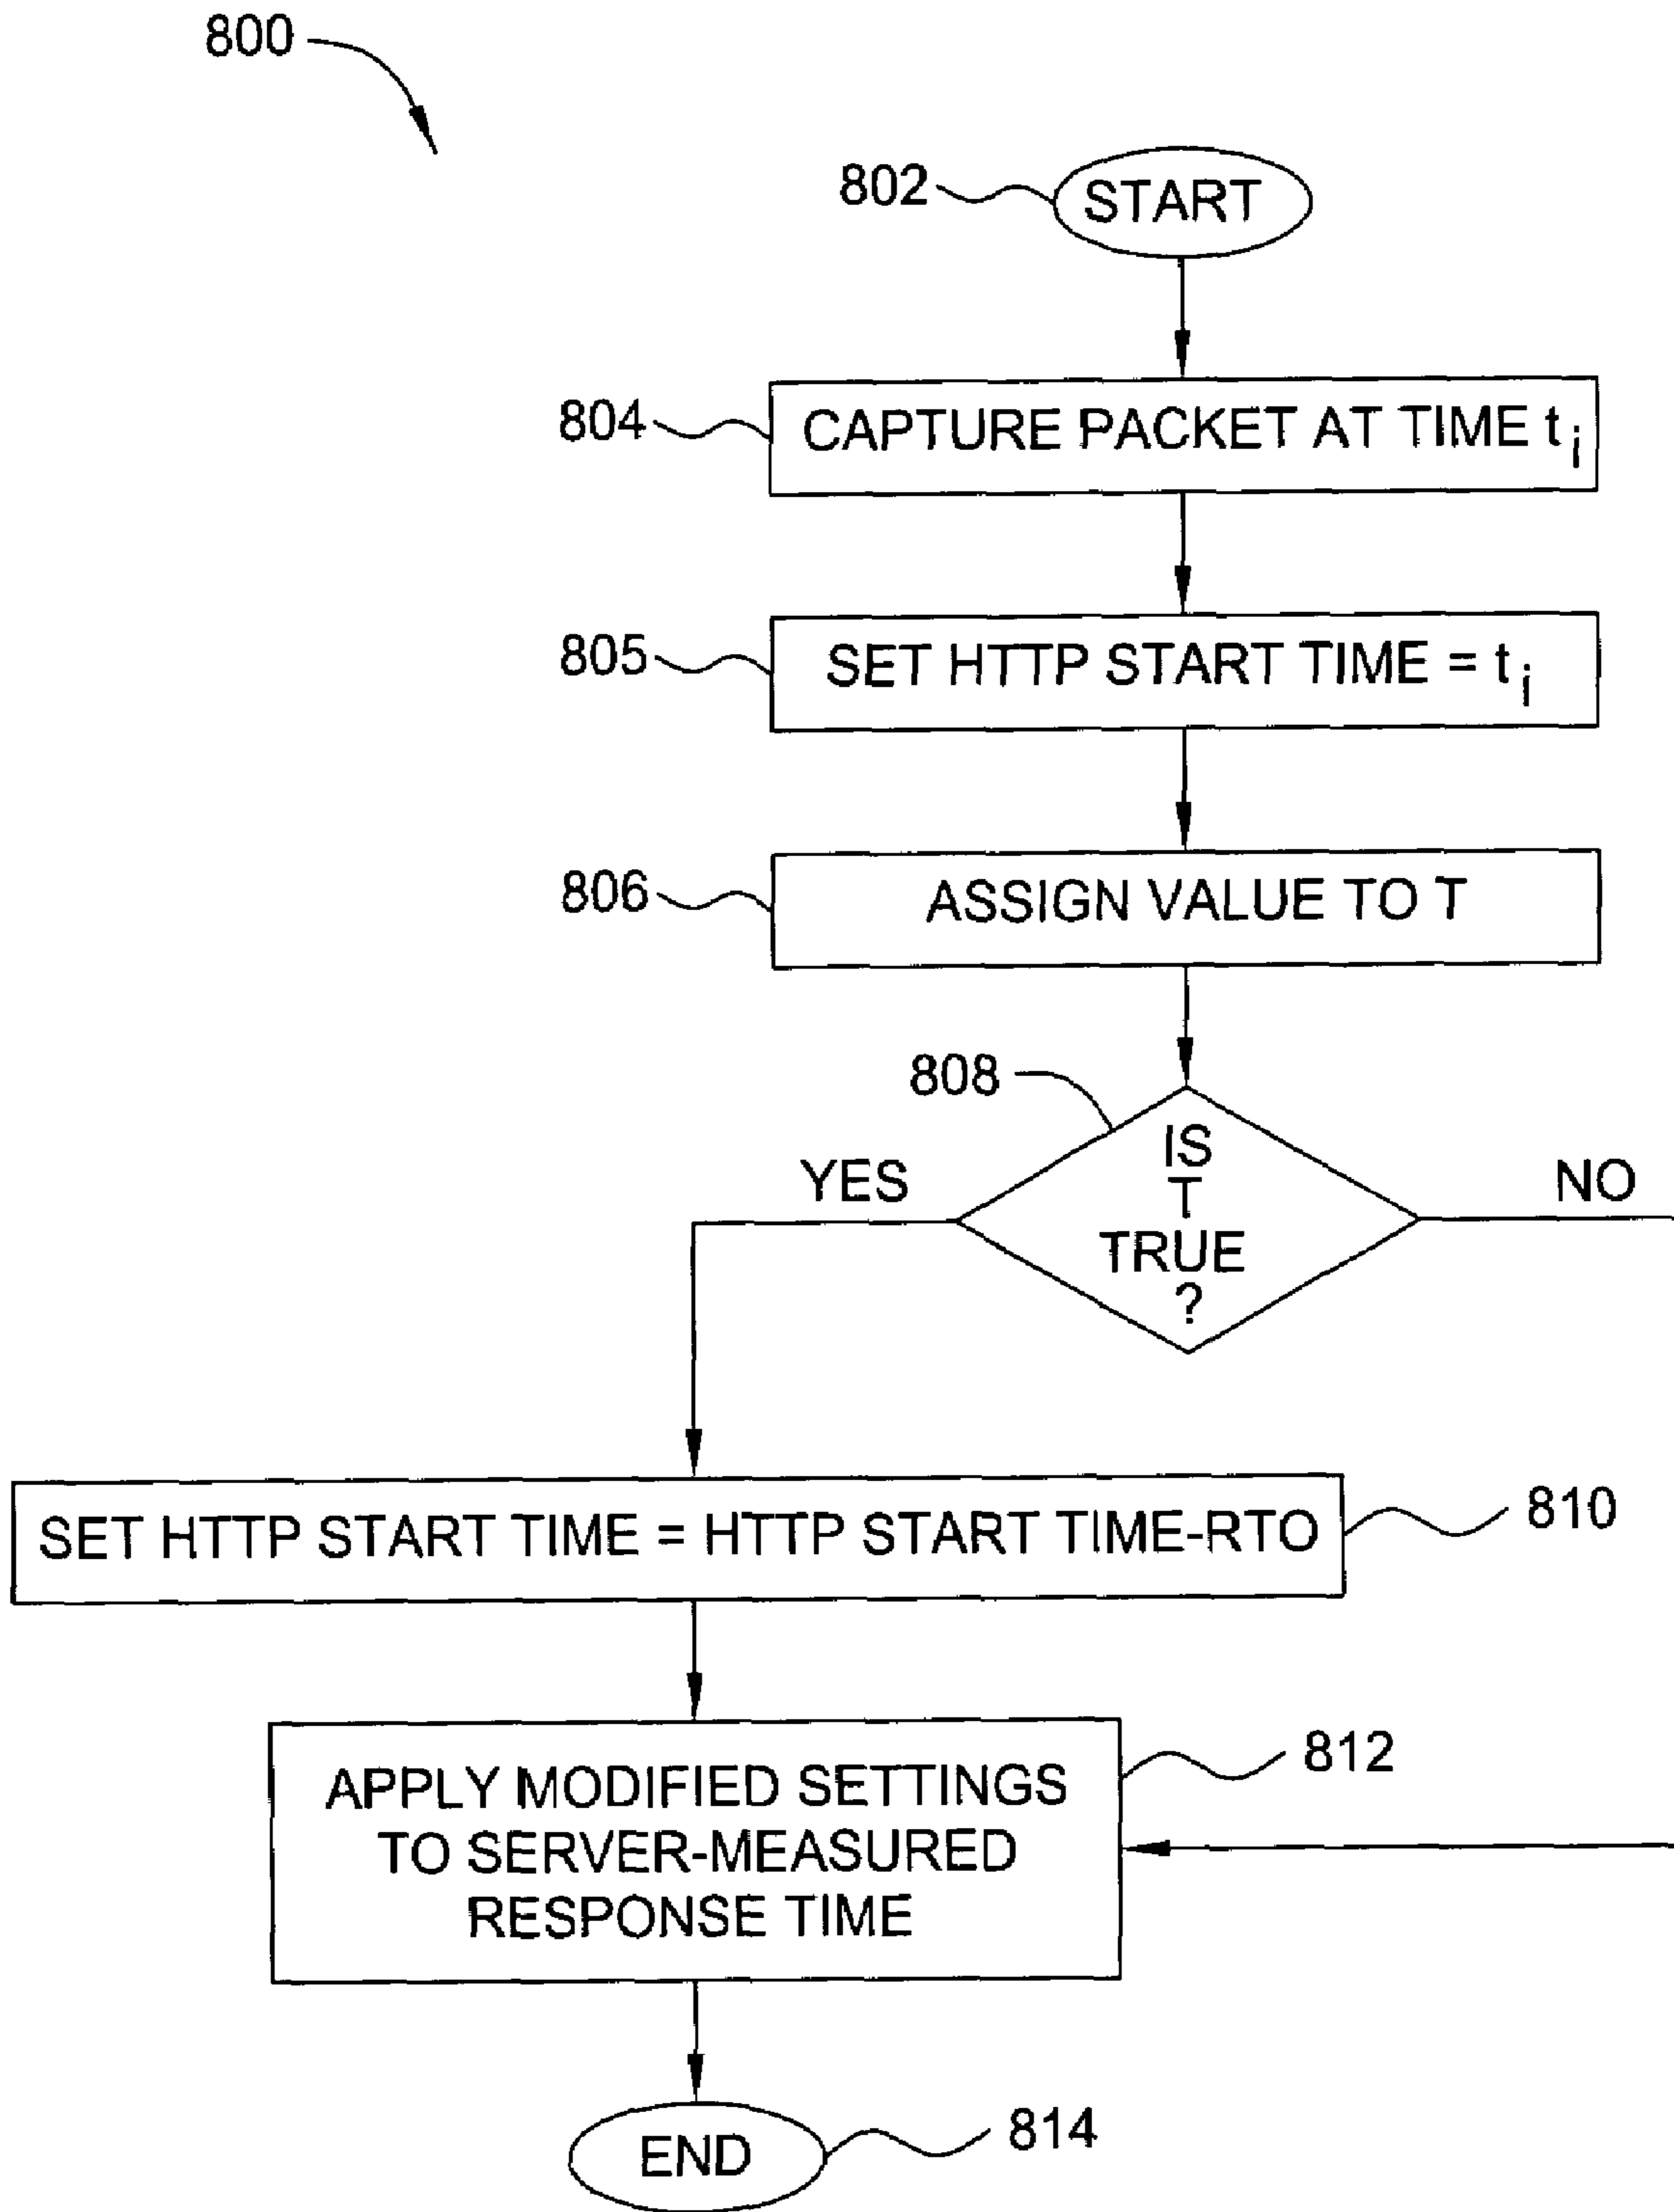 800
802
START
804
CAPTURE PACKET AT TIME t i
805
SET HTTP START TIME = t i
806
ASSIGN VALUE TO T
808
IS
T
TRUE
?
YES
NO
SET HTTP START TIME = HTTP START TIME-RTO
810
APPLY MODIFIED SETTINGS
TO SERVER-MEASURED
RESPONSE TIME
812
END
814